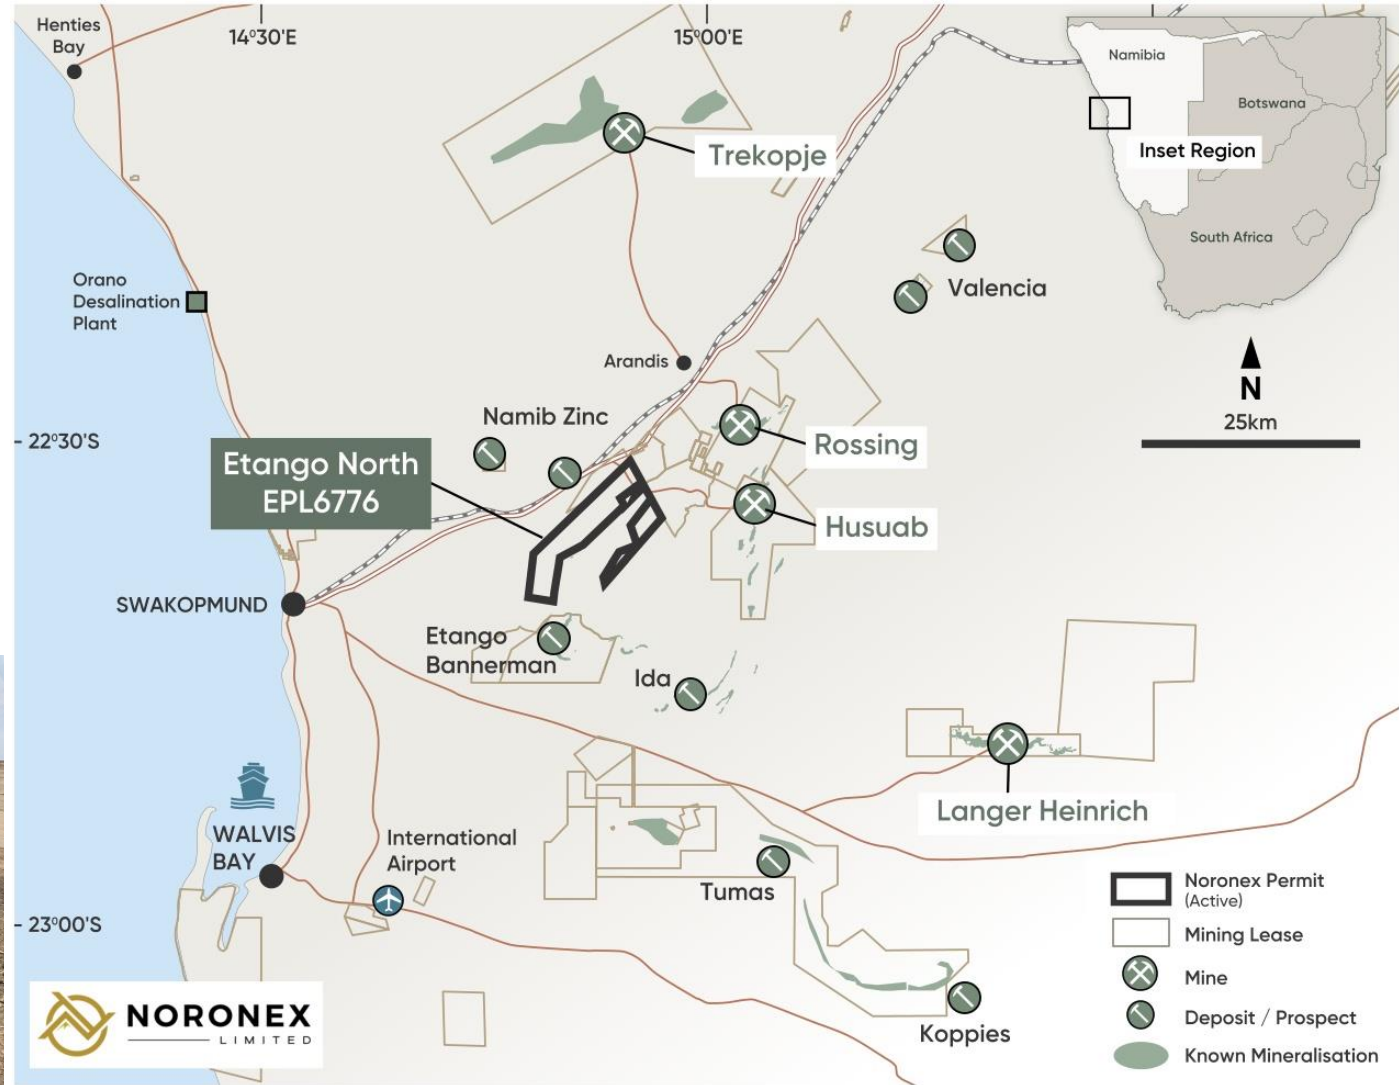 Henties
Bay
14°30'E
15°00'E
Namibia
Botswana
Inset Region
South Africa
Trekopje
Orano
Desalination
Plant
Valencia
Arandis
N
25km
Namib Zinc
22°30'S
Rossing
Etango North
EPL6776
Husuab
SWAKOPMUND
Etango
Bannerman
Ida
Langer Heinrich
WALVIS
BAY
International
Airport
Tumas
23°00'S
Koppies
Noronex Permit
(Active)
Mining Lease
Mine
Deposit / Prospect
Known Mineralisation
NORONEX
LIMITED